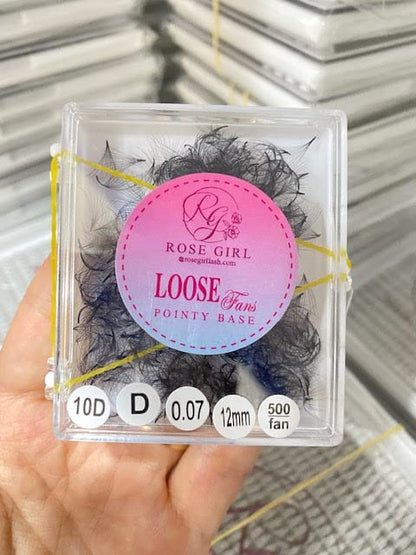 RG
ROSE GIRL
@rosegirllash.com
LOOSE Fans
POINTY BASE
10D
D
0.07
12mm
500
fan